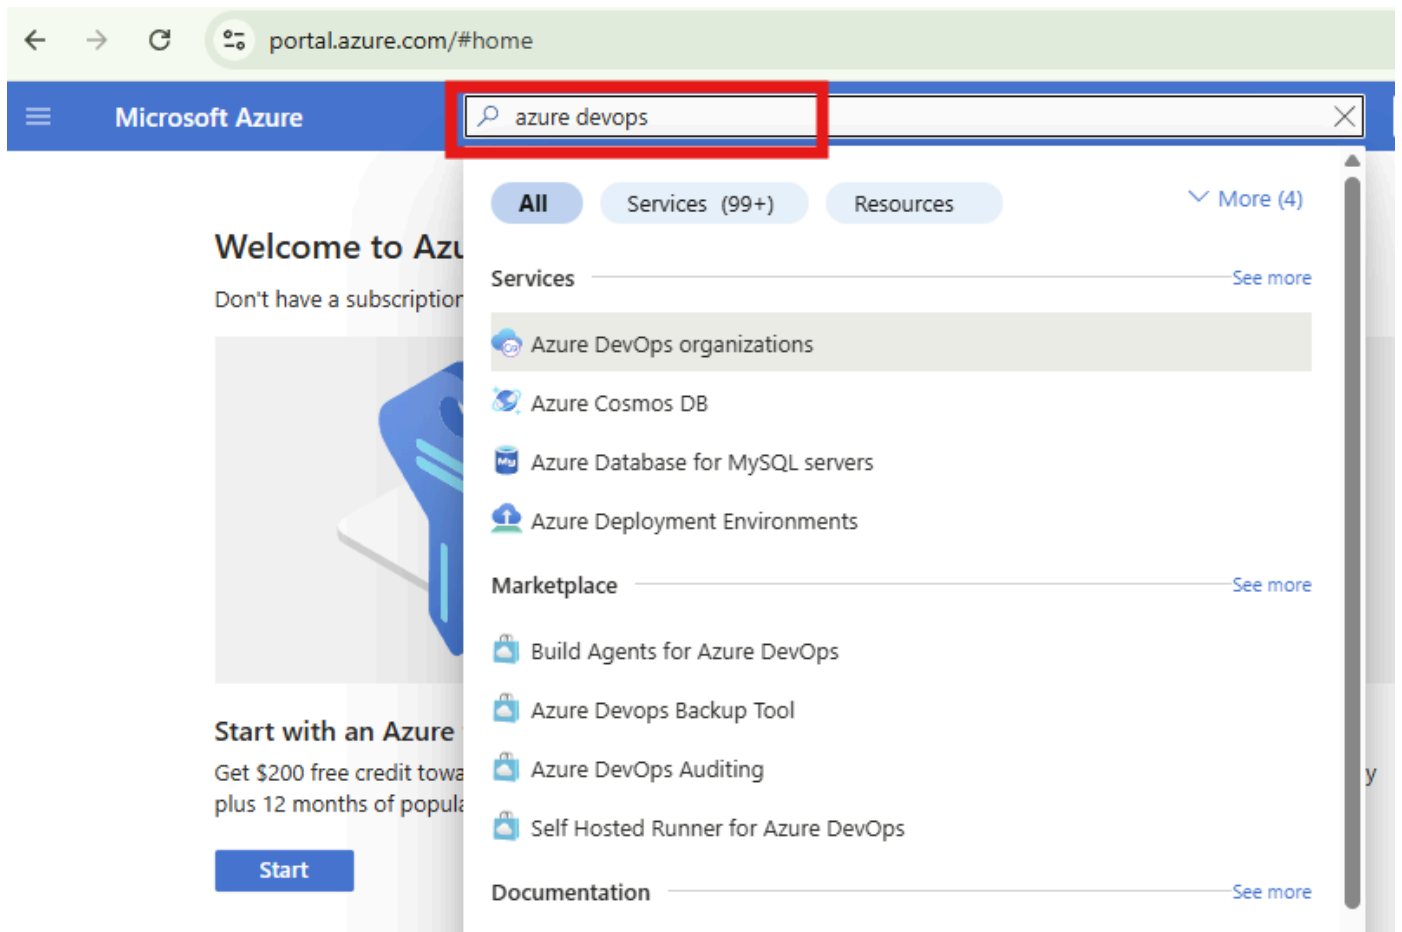 portal.azure.com/#home
Microsoft Azure
azure devops
All
Services (99+)
Resources
More (4)
Welcome to Azu
Don't have a subscription
Services
See more
Azure DevOps organizations
Azure Cosmos DB
My
Azure Database for MySQL servers
Azure Deployment Environments
Marketplace
See more
Build Agents for Azure DevOps
Azure Devops Backup Tool
Azure DevOps Auditing
Self Hosted Runner for Azure DevOps
Documentation
See more
Start with an Azure
Get $200 free credit towa
y
plus 12 months of popula
Start